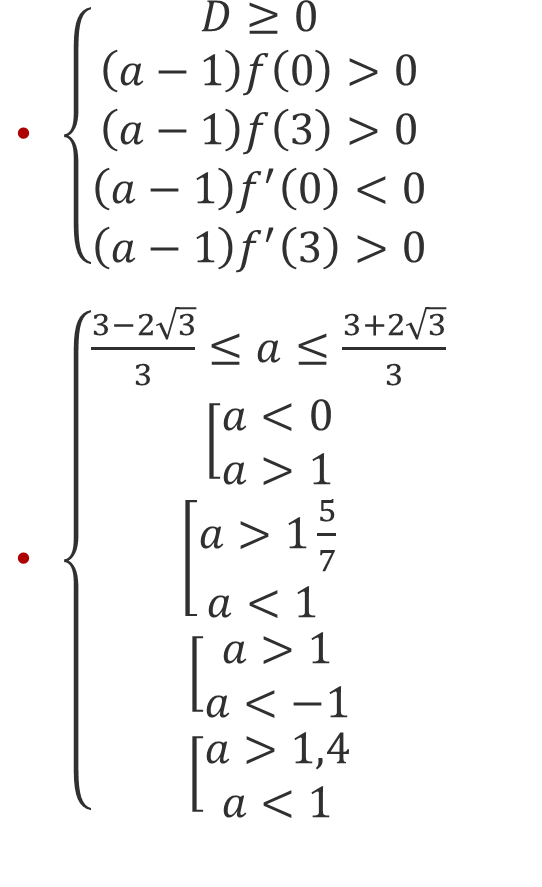 D ≥ 0
(a − 1)f(0) > 0
(a − 1)f(3) > 0
(a − 1)f′(0) < 0
(a − 1)f′(3) > 0
(3−2√3)/3 ≤ a ≤ (3+2√3)/3
a < 0
a > 1
a > 1 5/7
a < 1
a > 1
a < −1
a > 1,4
a < 1